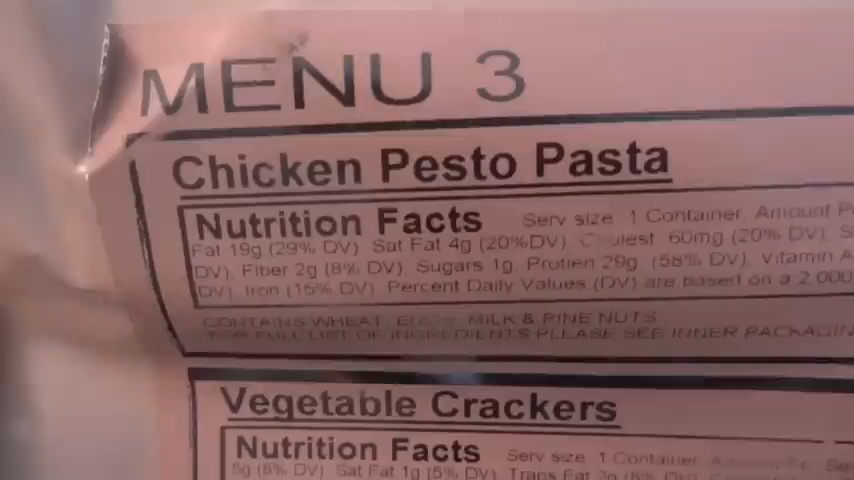 MENU 3
Chicken Pesto Pasta
Nutrition Facts Serv size 1 Container, Amount
Fat 19g (29% DV) Sat Fat 4g (20%DV), 60mg (20% DV),
DV), Fiber 2g (8% DV) Sugars 1g, Protien 29g (58% DV), Vitamin A
DV), Iron (15% DV) Percent Daily Values (DV) are based on a 2,000
CONTAINS WHEAT, EGGS, MILK & PINE NUTS
*FOR FULL LIST OF INGREDIENTS PLEASE SEE INNER
Vegetable Crackers
Nutrition Facts Serv size 1 Container,
5g (8% DV) Sat Fat 1g (5% DV) Trans Fat